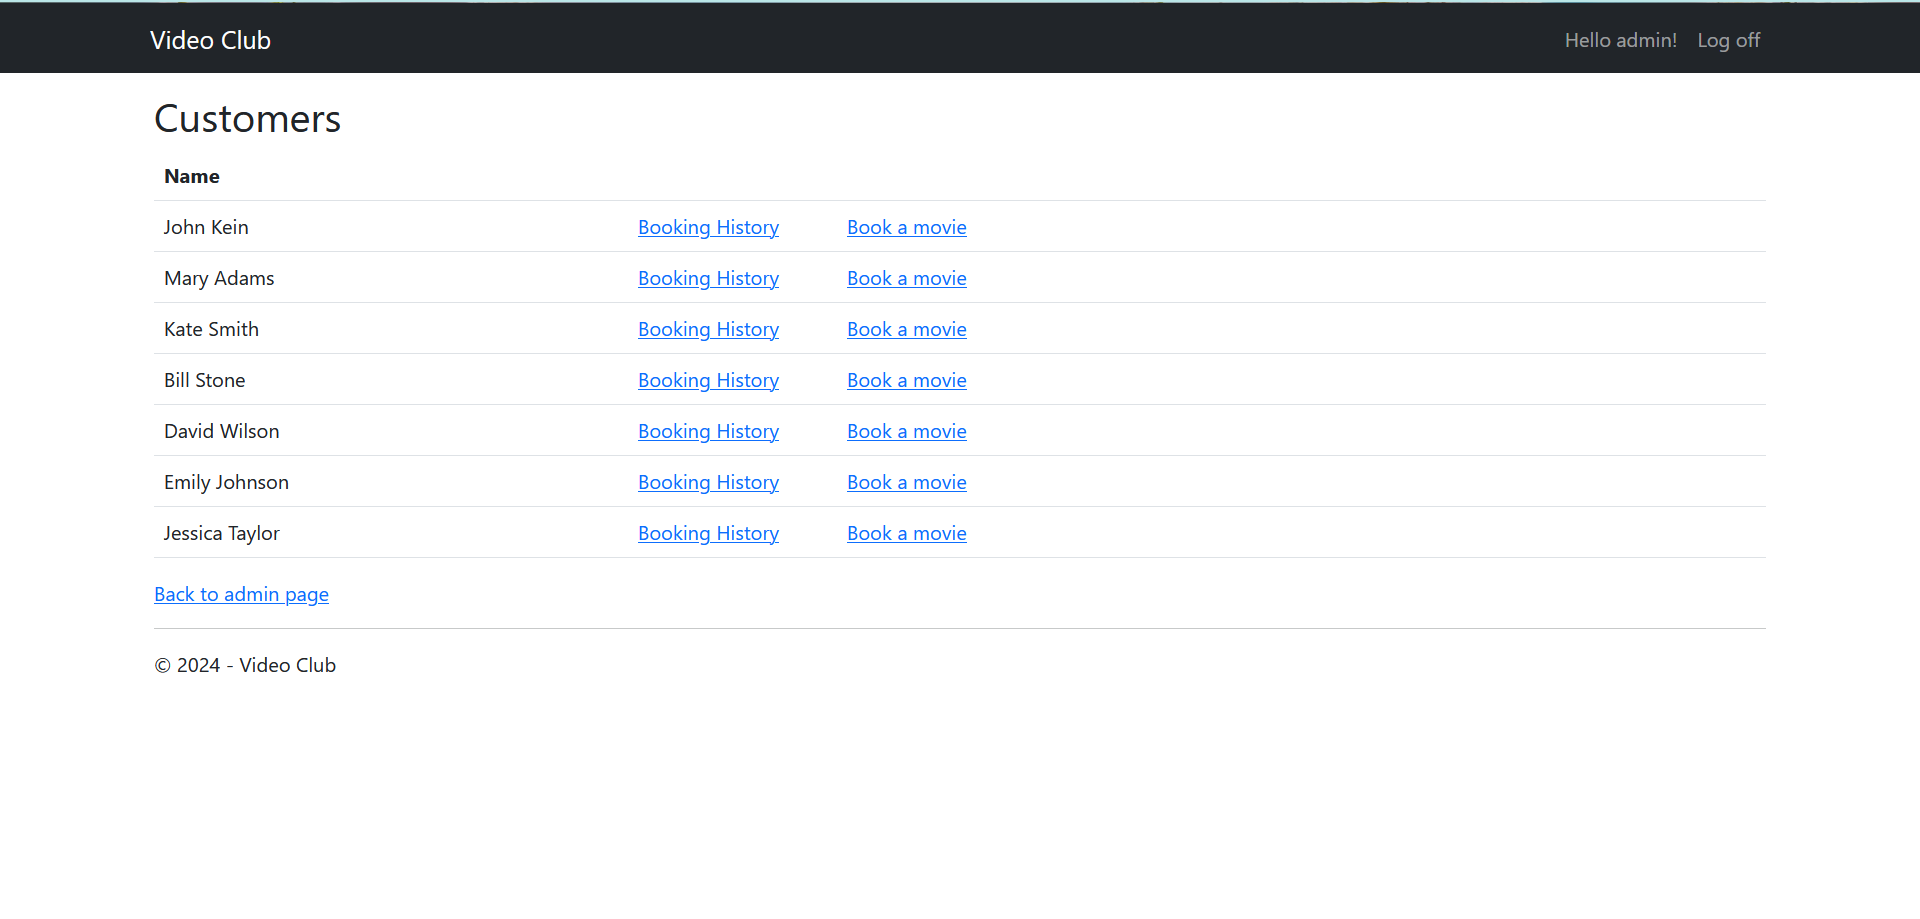 Video Club Hello admin! Log off
Customers
Name
John Kein Booking History Book a movie
Mary Adams Booking History Book a movie
Kate Smith Booking History Book a movie
Bill Stone Booking History Book a movie
David Wilson Booking History Book a movie
Emily Johnson Booking History Book a movie
Jessica Taylor Booking History Book a movie
Back to admin page
© 2024 - Video Club